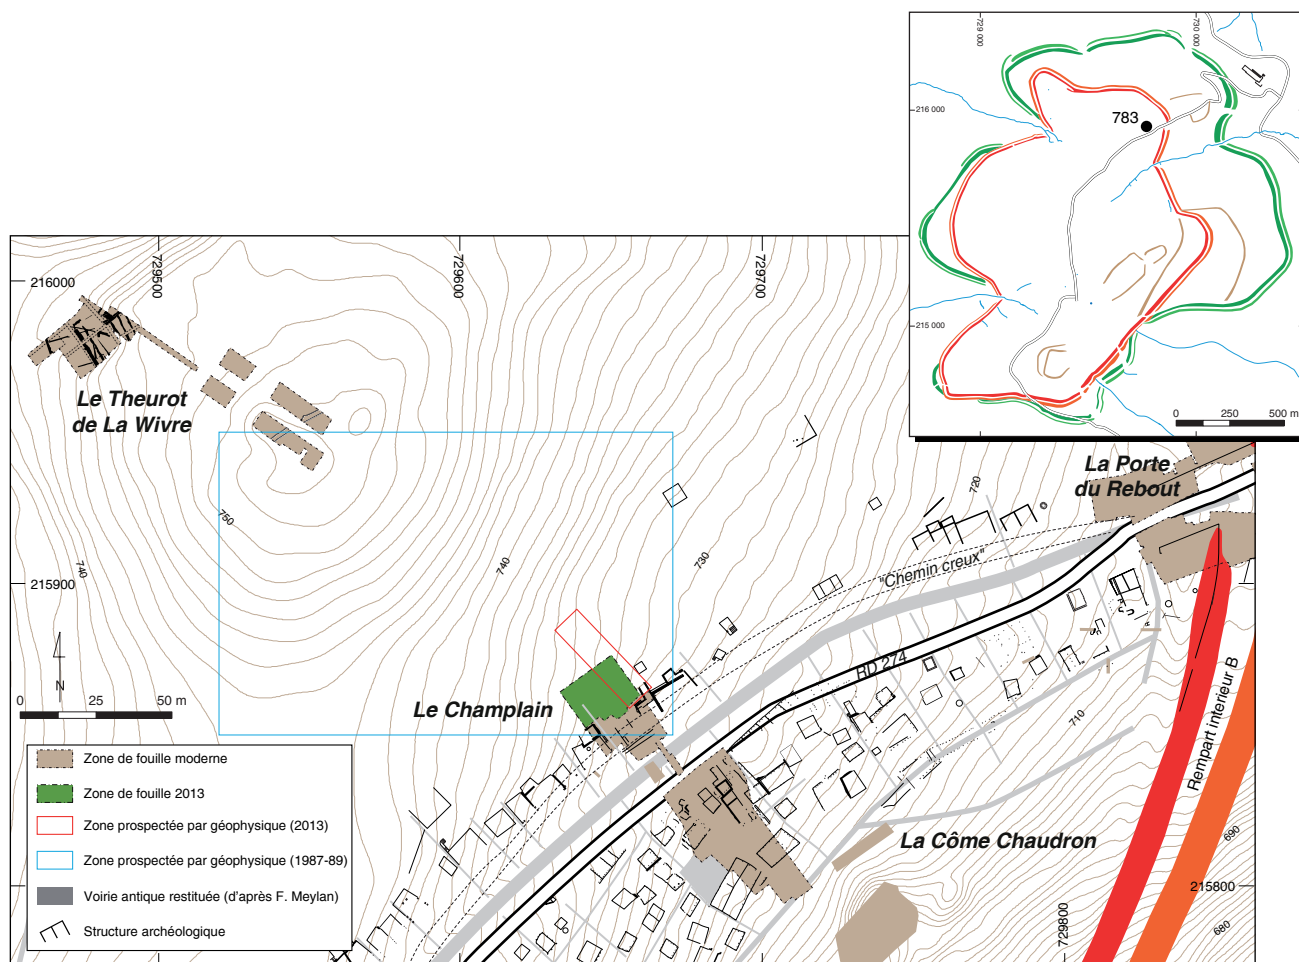 729 000
730 000
216 000
783
215 000
0 250 500 m
216000
729500
729600
729700
Le Theurot
de La Wivre
750
740
740
730
720
La Porte
du Rebout
"Chemin creux"
215900
RD 274
N
0 25 50 m
Le Champlain
710
Rempart interieur B
La Côme Chaudron
690
680
215800
729800
Zone de fouille moderne
Zone de fouille 2013
Zone prospectée par géophysique (2013)
Zone prospectée par géophysique (1987-89)
Voirie antique restituée (d'après F. Meylan)
Structure archéologique